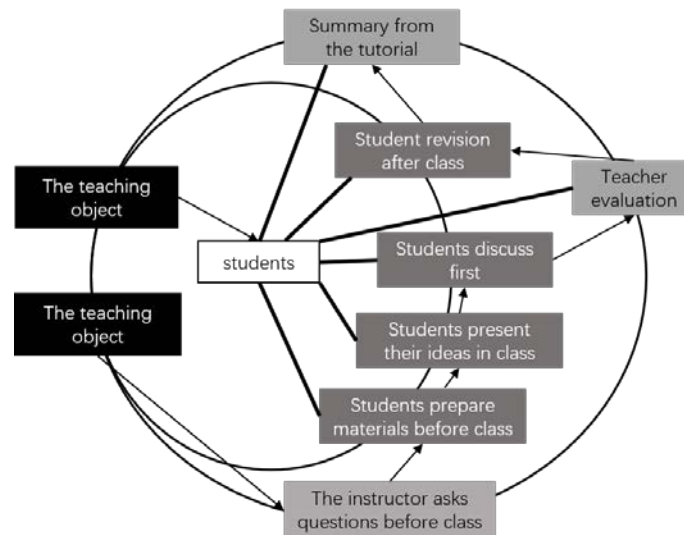 Summary from
the tutorial
Student revision
after class
The teaching
object
Teacher
evaluation
students
Students discuss
first
The teaching
object
Students present
their ideas in class
Students prepare
materials before class
The instructor asks
questions before class